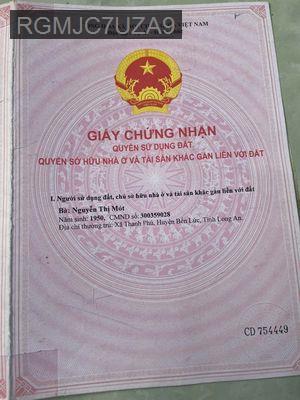 RGMJC7UZA9
VIỆT NAM
GIẤY CHỨNG NHẬN
QUYỀN SỬ DỤNG ĐẤT
QUYỀN SỞ HỮU NHÀ Ở VÀ TÀI SẢN KHÁC GẮN LIỀN VỚI ĐẤT
I. Người sử dụng đất, chủ sở hữu nhà ở và tài sản khác gắn liền với đất
Bà: Nguyễn Thị Mót
Năm sinh: 1950, CMND số: 300359028
Địa chỉ thường trú: Xã Thạnh Phú, Huyện Bến Lức, Tỉnh Long An.
CD 754449